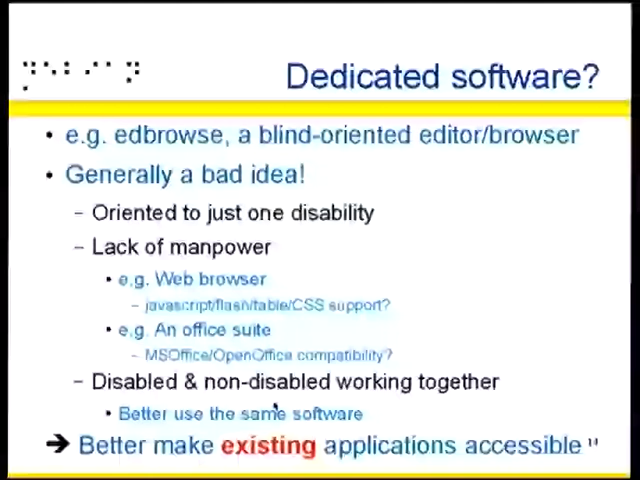 Dedicated software?
• e.g. edbrowse, a blind-oriented editor/browser
• Generally a bad idea!
– Oriented to just one disability
– Lack of manpower
• e.g. Web browser
– javascript/flash/table/CSS support?
• e.g. An office suite
– MSOffice/OpenOffice compatibility?
– Disabled & non-disabled working together
• Better use the same software
➔ Better make existing applications accessible